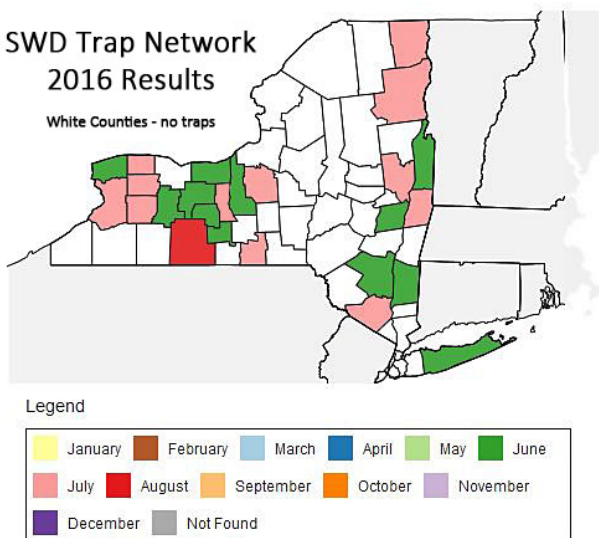 SWD Trap Network
2016 Results
White Counties - no traps
Legend
January February March April May June
July August September October November
December Not Found